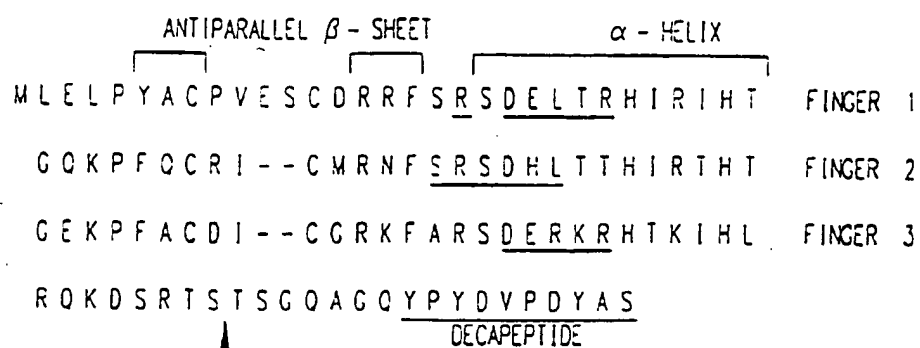 ANTIPARALLEL β - SHEET α - HELIX
M L E L P Y A C P V E S C D R R F S R S D E L T R H I R I H T FINGER 1
G Q K P F Q C R I - - C M R N F S R S D H L T T H I R T H T FINGER 2
G E K P F A C D I - - C G R K F A R S D E R K R H T K I H L FINGER 3
R Q K D S R T S T S G Q A G Q Y P Y D V P D Y A S
DECAPEPTIDE